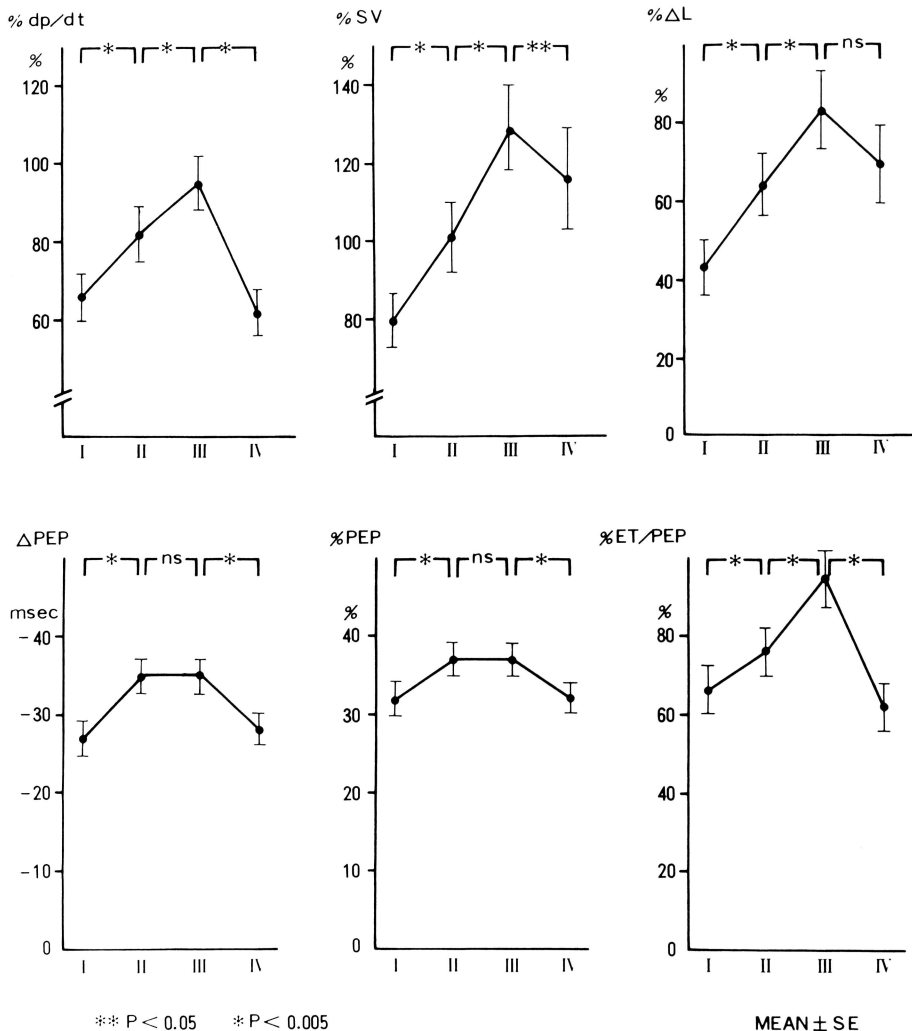 % dp/dt
* * *
%
120
100
80
60
I II III IV
% SV
* * **
%
140
120
100
80
I II III IV
% △L
* * ns
%
80
60
40
20
0
I II III IV
△PEP
* ns *
msec
- 40
- 30
- 20
- 10
0
I II III IV
%PEP
* ns *
%
40
30
20
10
0
I II III IV
%ET/PEP
* * *
%
80
60
40
20
0
I II III IV
** P < 0.05 * P < 0.005
MEAN ± SE